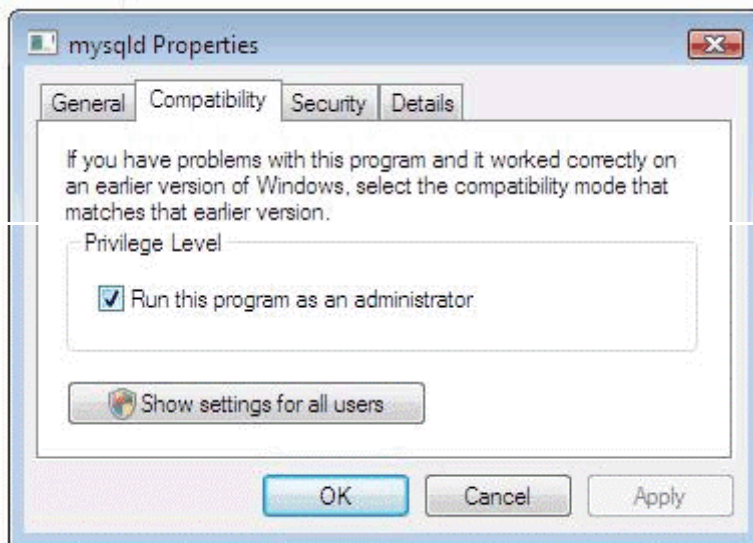 mysqld Properties
General Compatibility Security Details
If you have problems with this program and it worked correctly on
an earlier version of Windows, select the compatibility mode that
matches that earlier version.
Privilege Level
Run this program as an administrator
Show settings for all users
OK Cancel Apply